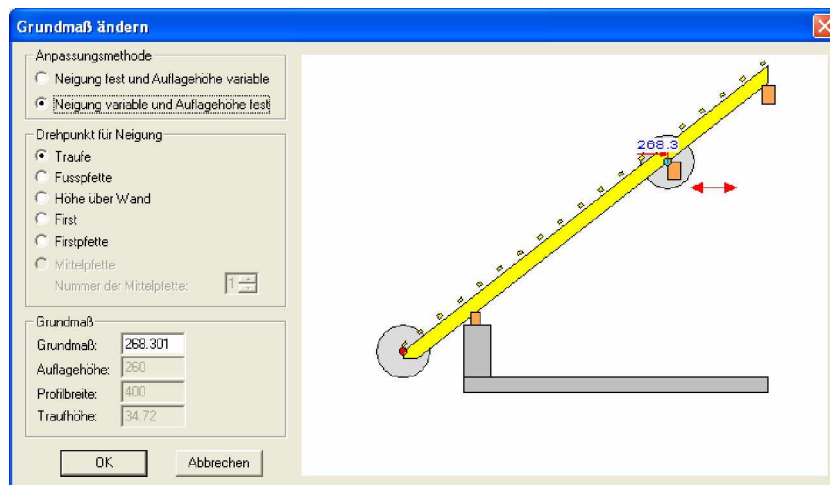 Grundmaß ändern
Anpassungsmethode
Neigung fest und Auflagehöhe variable
Neigung variable und Auflagehöhe fest
Drehpunkt für Neigung
Traufe
Fusspfette
Höhe über Wand
First
Firstpfette
Mittelpfette
Nummer der Mittelpfette: 1
Grundmaß
Grundmaß: 268.301
Auflagehöhe: 260
Profilbreite: 400
Traufhöhe: 34.72
OK Abbrechen
268.3